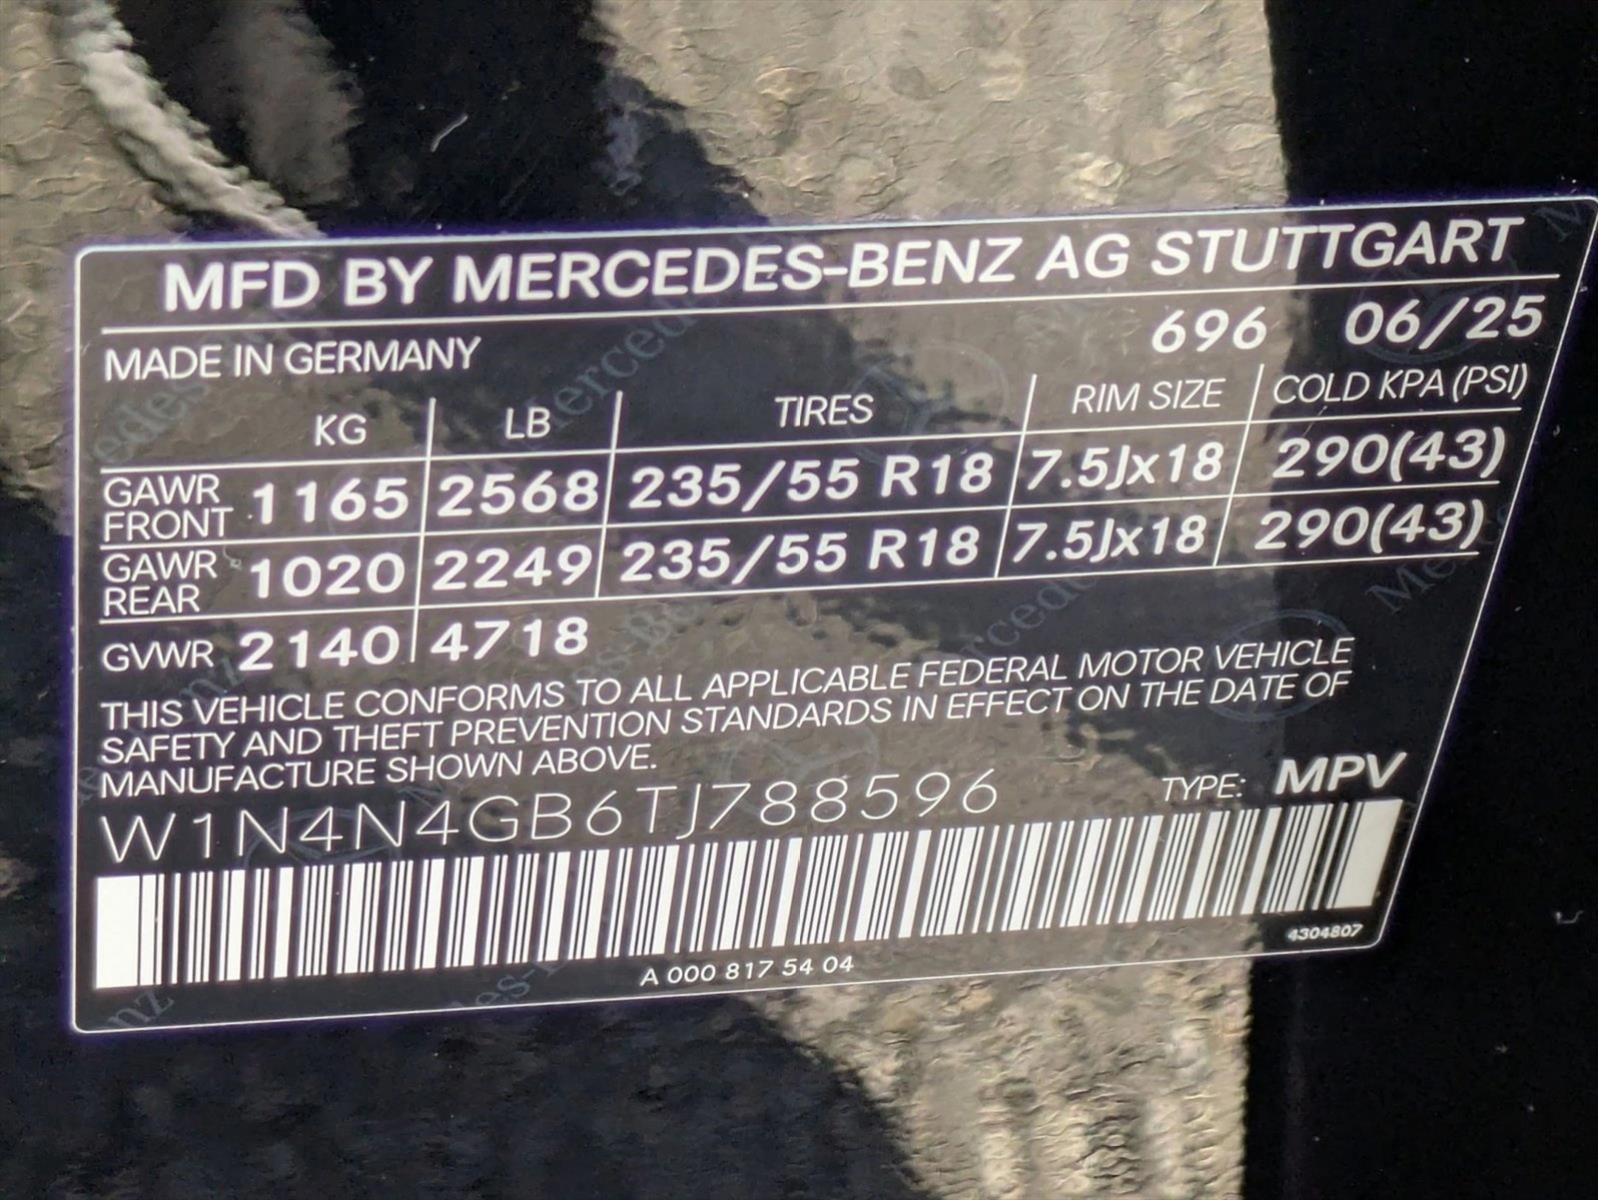 MFD BY MERCEDES-BENZ AG STUTTGART
MADE IN GERMANY 696 06/25
KG LB TIRES RIM SIZE COLD KPA (PSI)
GAWR FRONT 1165 2568 235/55 R18 7.5Jx18 290(43)
GAWR REAR 1020 2249 235/55 R18 7.5Jx18 290(43)
GVWR 2140 4718
THIS VEHICLE CONFORMS TO ALL APPLICABLE FEDERAL MOTOR VEHICLE
SAFETY AND THEFT PREVENTION STANDARDS IN EFFECT ON THE DATE OF
MANUFACTURE SHOWN ABOVE.
W1N4N4GB6TJ788596 TYPE: MPV
4304807
A 000 817 54 04